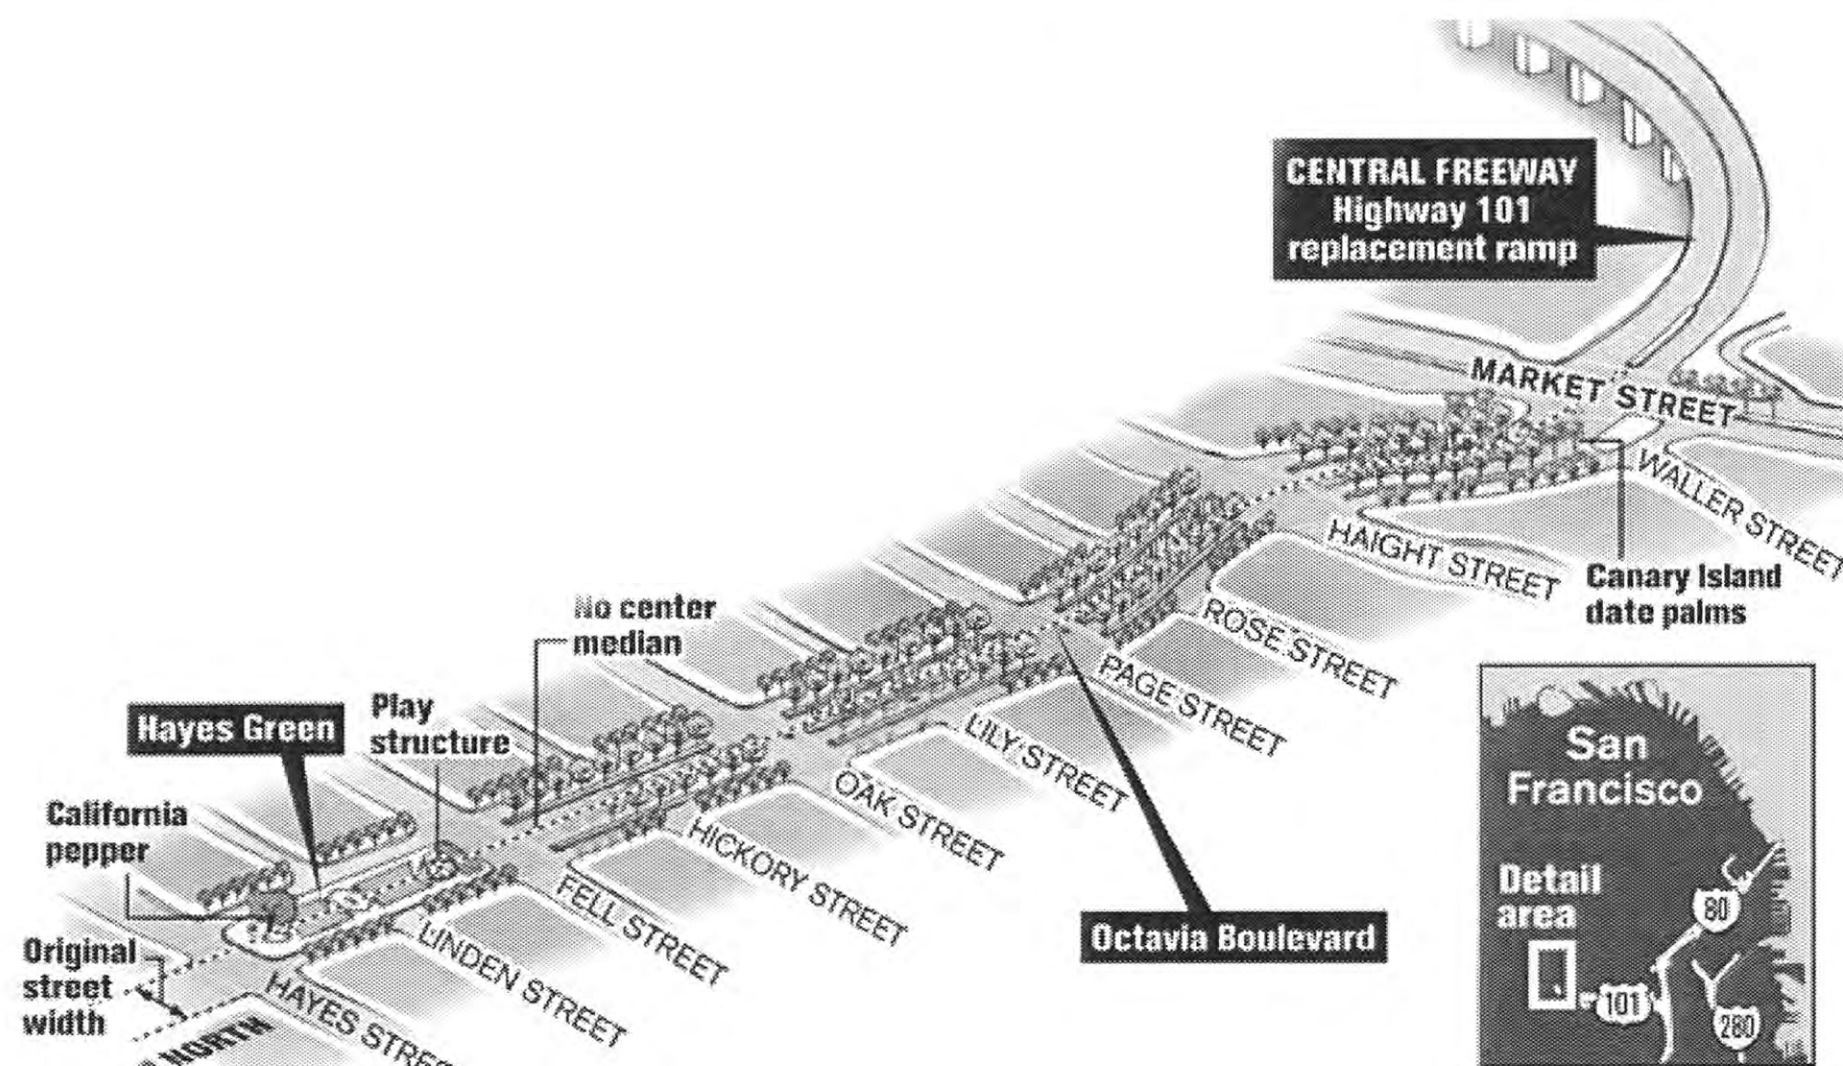 CENTRAL FREEWAY
Highway 101
replacement ramp
MARKET STREET
WALLER STREET
HAIGHT STREET
Canary Island
date palms
ROSE STREET
PAGE STREET
No center
median
LILY STREET
Play
structure
Hayes Green
OAK STREET
HICKORY STREET
California
pepper
FELL STREET
Octavia Boulevard
LINDEN STREET
Original
street
width
HAYES STREE
NORTH
San
Francisco
Detail
area
80
101
280